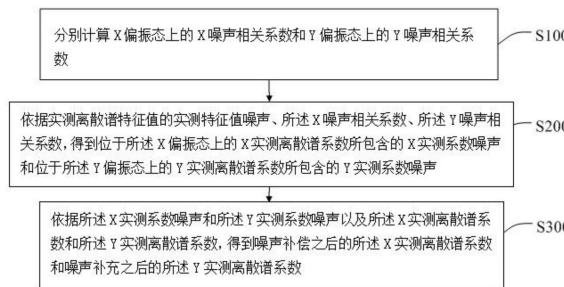 分别计算X偏振态上的X噪声相关系数和Y偏振态上的Y噪声相关系
数
S100
依据实测离散谱特征值的实测特征值噪声、所述X噪声相关系数、所述Y噪声相
关系数,得到位于所述X偏振态上的X实测离散谱系数所包含的X实测系数噪声
和位于所述Y偏振态上的Y实测离散谱系数所包含的Y实测系数噪声
S200
依据所述X实测系数噪声和所述Y实测系数噪声以及所述X实测离散谱系
数和所述Y实测离散谱系数,得到噪声补偿之后的所述X实测离散谱系数
和噪声补充之后的所述Y实测离散谱系数
S300